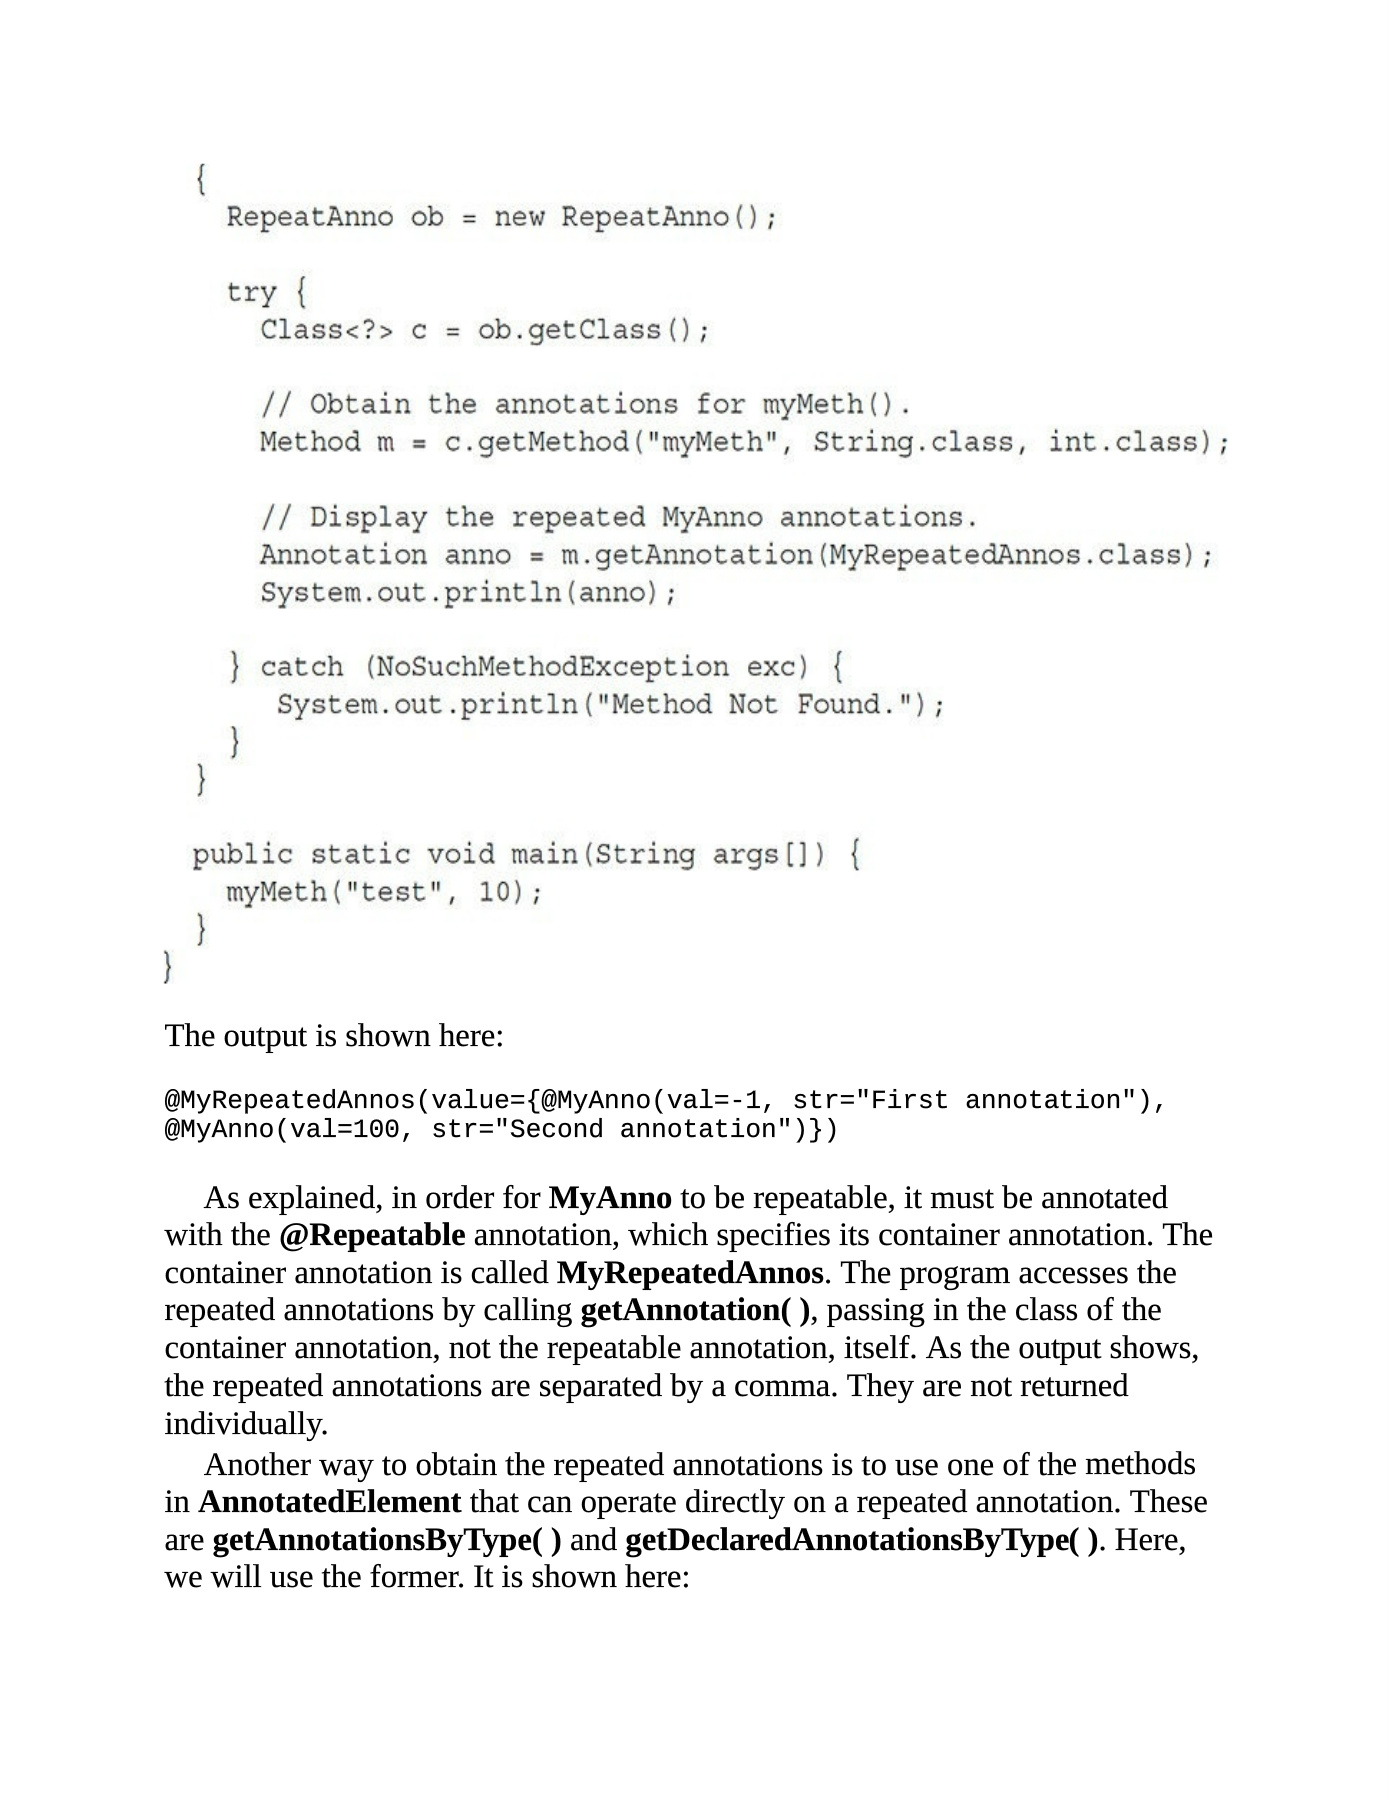 {
RepeatAnno ob = new RepeatAnno();
try {
Class<?> c = ob.getClass();
// Obtain the annotations for myMeth().
Method m = c.getMethod("myMeth", String.class, int.class);
// Display the repeated MyAnno annotations.
Annotation anno = m.getAnnotation(MyRepeatedAnnos.class);
System.out.println(anno);
} catch (NoSuchMethodException exc) {
System.out.println("Method Not Found.");
}
}
public static void main(String args[]) {
myMeth("test", 10);
}
}
The output is shown here:
@MyRepeatedAnnos(value={@MyAnno(val=-1, str="First annotation"),
@MyAnno(val=100, str="Second annotation")})
As explained, in order for MyAnno to be repeatable, it must be annotated
with the @Repeatable annotation, which specifies its container annotation. The
container annotation is called MyRepeatedAnnos. The program accesses the
repeated annotations by calling getAnnotation( ), passing in the class of the
container annotation, not the repeatable annotation, itself. As the output shows,
the repeated annotations are separated by a comma. They are not returned
individually.
Another way to obtain the repeated annotations is to use one of the methods
in AnnotatedElement that can operate directly on a repeated annotation. These
are getAnnotationsByType( ) and getDeclaredAnnotationsByType( ). Here,
we will use the former. It is shown here: